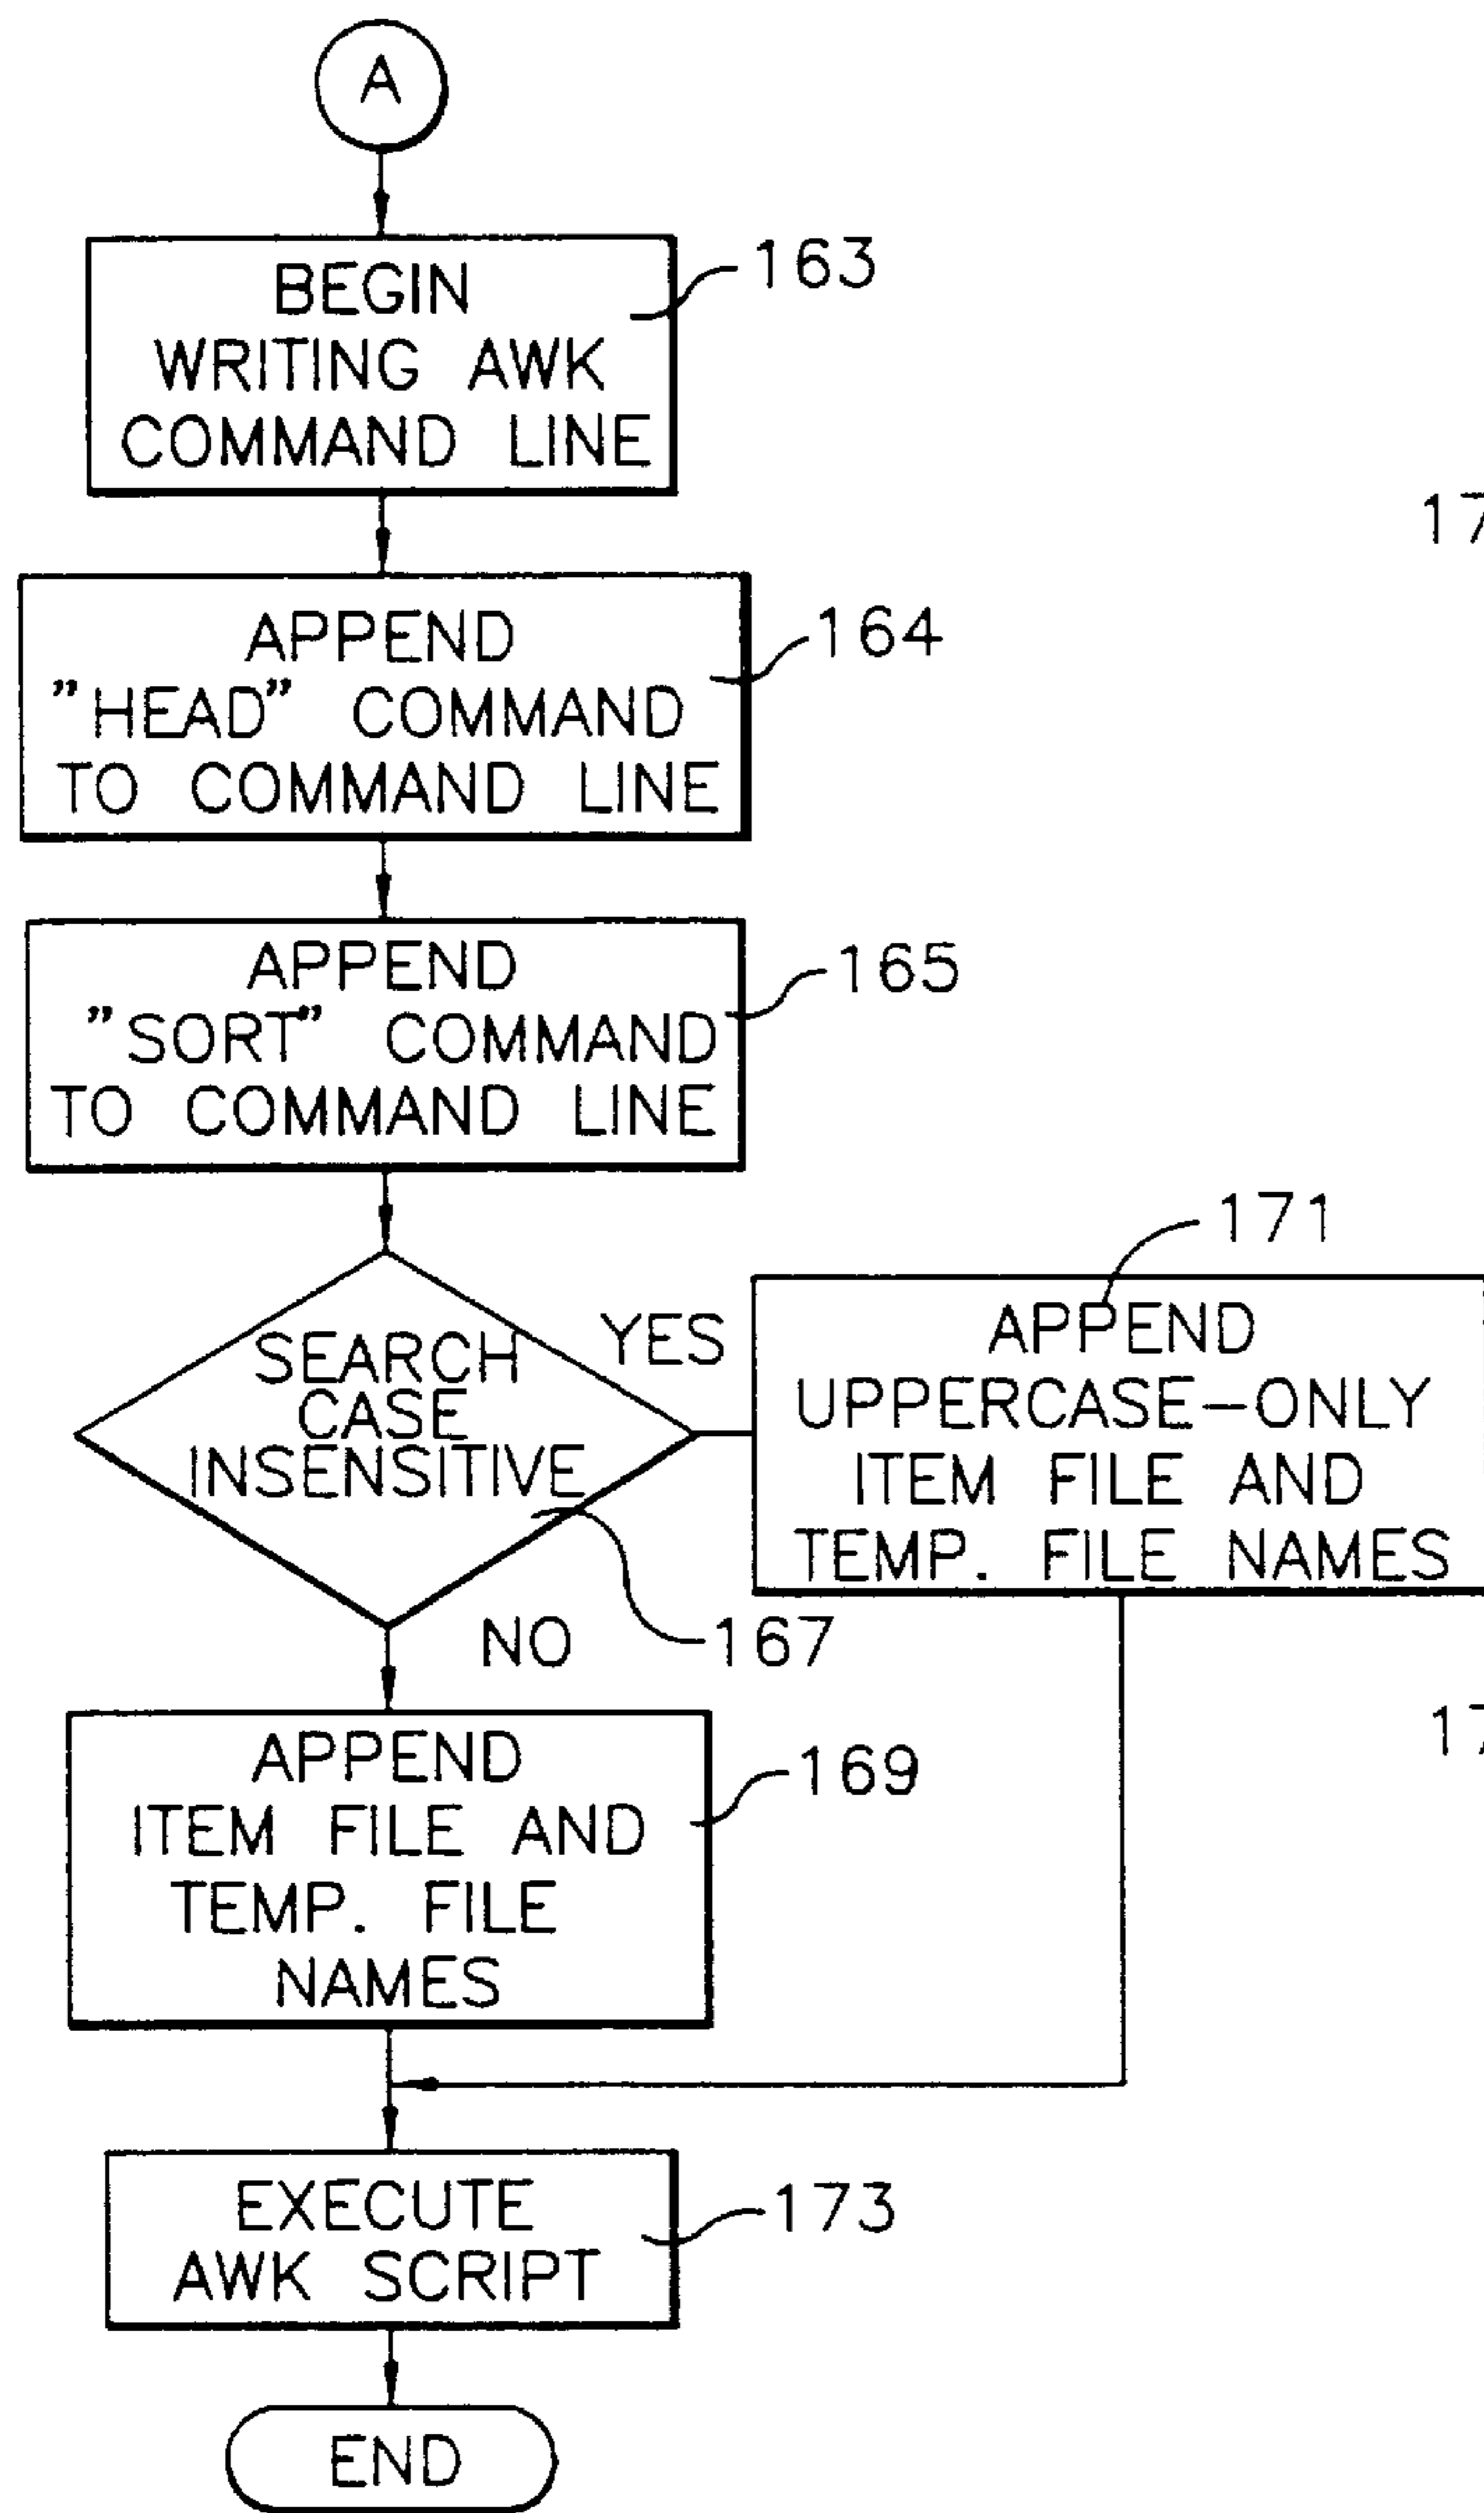 A
BEGIN
WRITING AWK
COMMAND LINE
163
APPEND
"HEAD" COMMAND
TO COMMAND LINE
164
APPEND
"SORT" COMMAND
TO COMMAND LINE
165
SEARCH
CASE
INSENSITIVE
YES
NO
167
171
APPEND
UPPERCASE-ONLY
ITEM FILE AND
TEMP. FILE NAMES
APPEND
ITEM FILE AND
TEMP. FILE
NAMES
169
EXECUTE
AWK SCRIPT
173
END